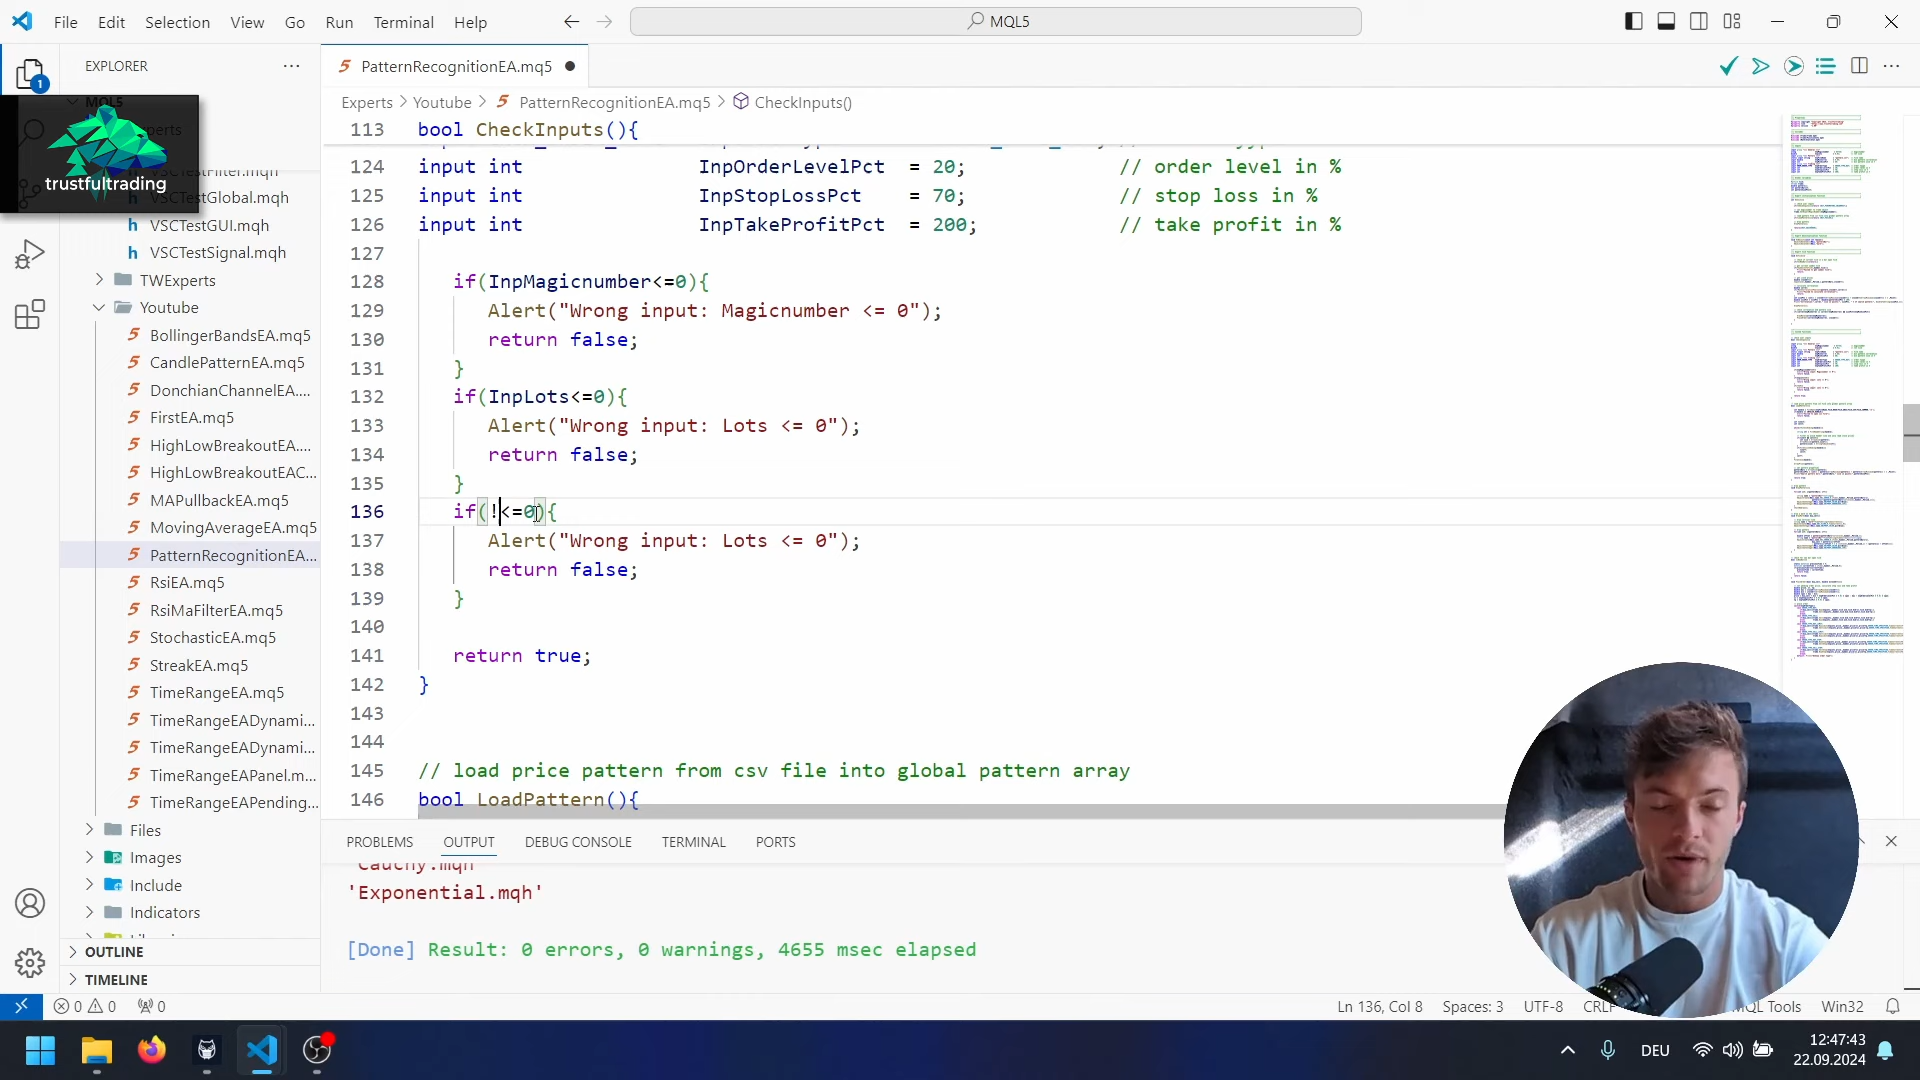 File Edit Selection View Go Run Terminal Help
MQL5
EXPLORER
PatternRecognitionEA.mq5
Experts > Youtube > PatternRecognitionEA.mq5 > CheckInputs()
trustfultrading
VSCTestGlobal.mqh
VSCTestGUI.mqh
VSCTestSignal.mqh
TWExperts
Youtube
BollingerBandsEA.mq5
CandlePatternEA.mq5
DonchianChannelEA....
FirstEA.mq5
HighLowBreakoutEA....
HighLowBreakoutEAC...
MAPullbackEA.mq5
MovingAverageEA.mq5
PatternRecognitionEA...
RsiEA.mq5
RsiMaFilterEA.mq5
StochasticEA.mq5
StreakEA.mq5
TimeRangeEA.mq5
TimeRangeEADynami...
TimeRangeEADynami...
TimeRangeEAPanel.m...
TimeRangeEAPending...
Files
Images
Include
Indicators
OUTLINE
TIMELINE
113 bool CheckInputs(){
124 input int InpOrderLevelPct = 20; // order level in %
125 input int InpStopLossPct = 70; // stop loss in %
126 input int InpTakeProfitPct = 200; // take profit in %
127
128 if(InpMagicnumber<=0){
129 Alert("Wrong input: Magicnumber <= 0");
130 return false;
131 }
132 if(InpLots<=0){
133 Alert("Wrong input: Lots <= 0");
134 return false;
135 }
136 if(!<=0){
137 Alert("Wrong input: Lots <= 0");
138 return false;
139 }
140
141 return true;
142 }
143
144
145 // load price pattern from csv file into global pattern array
146 bool LoadPattern(){
PROBLEMS OUTPUT DEBUG CONSOLE TERMINAL PORTS
'Cauchy.mqh'
'Exponential.mqh'
[Done] Result: 0 errors, 0 warnings, 4655 msec elapsed
0 0 0
Ln 136, Col 8 Spaces: 3 UTF-8 CRLF MQL Tools Win32
DEU
12:47:43
22.09.2024